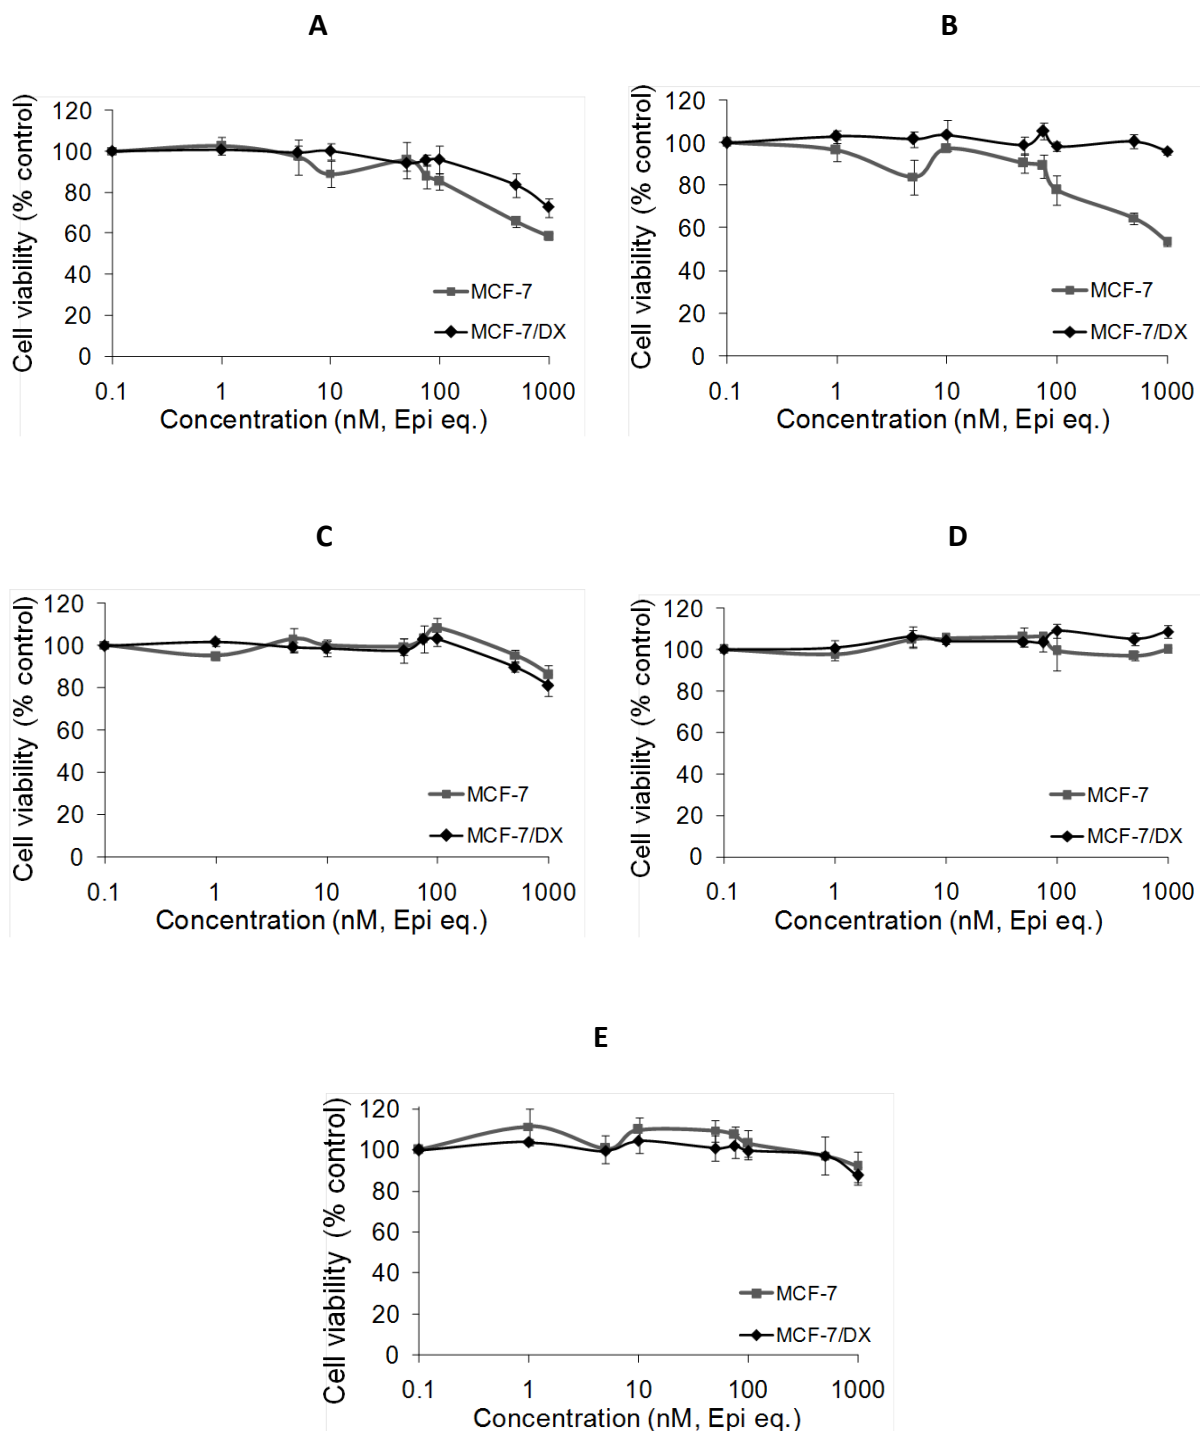 A
Cell viability (% control)
120
100
80
60
40
20
0
MCF-7
MCF-7/DX
0.1 1 10 100 1000
Concentration (nM, Epi eq.)
B
Cell viability (% control)
120
100
80
60
40
20
0
MCF-7
MCF-7/DX
0.1 1 10 100 1000
Concentration (nM, Epi eq.)
C
Cell viability (% control)
120
100
80
60
40
20
0
MCF-7
MCF-7/DX
0.1 1 10 100 1000
Concentration (nM, Epi eq.)
D
Cell viability (% control)
120
100
80
60
40
20
0
MCF-7
MCF-7/DX
0.1 1 10 100 1000
Concentration (nM, Epi eq.)
E
Cell viability (% control)
120
100
80
60
40
20
0
MCF-7
MCF-7/DX
0.1 1 10 100 1000
Concentration (nM, Epi eq.)